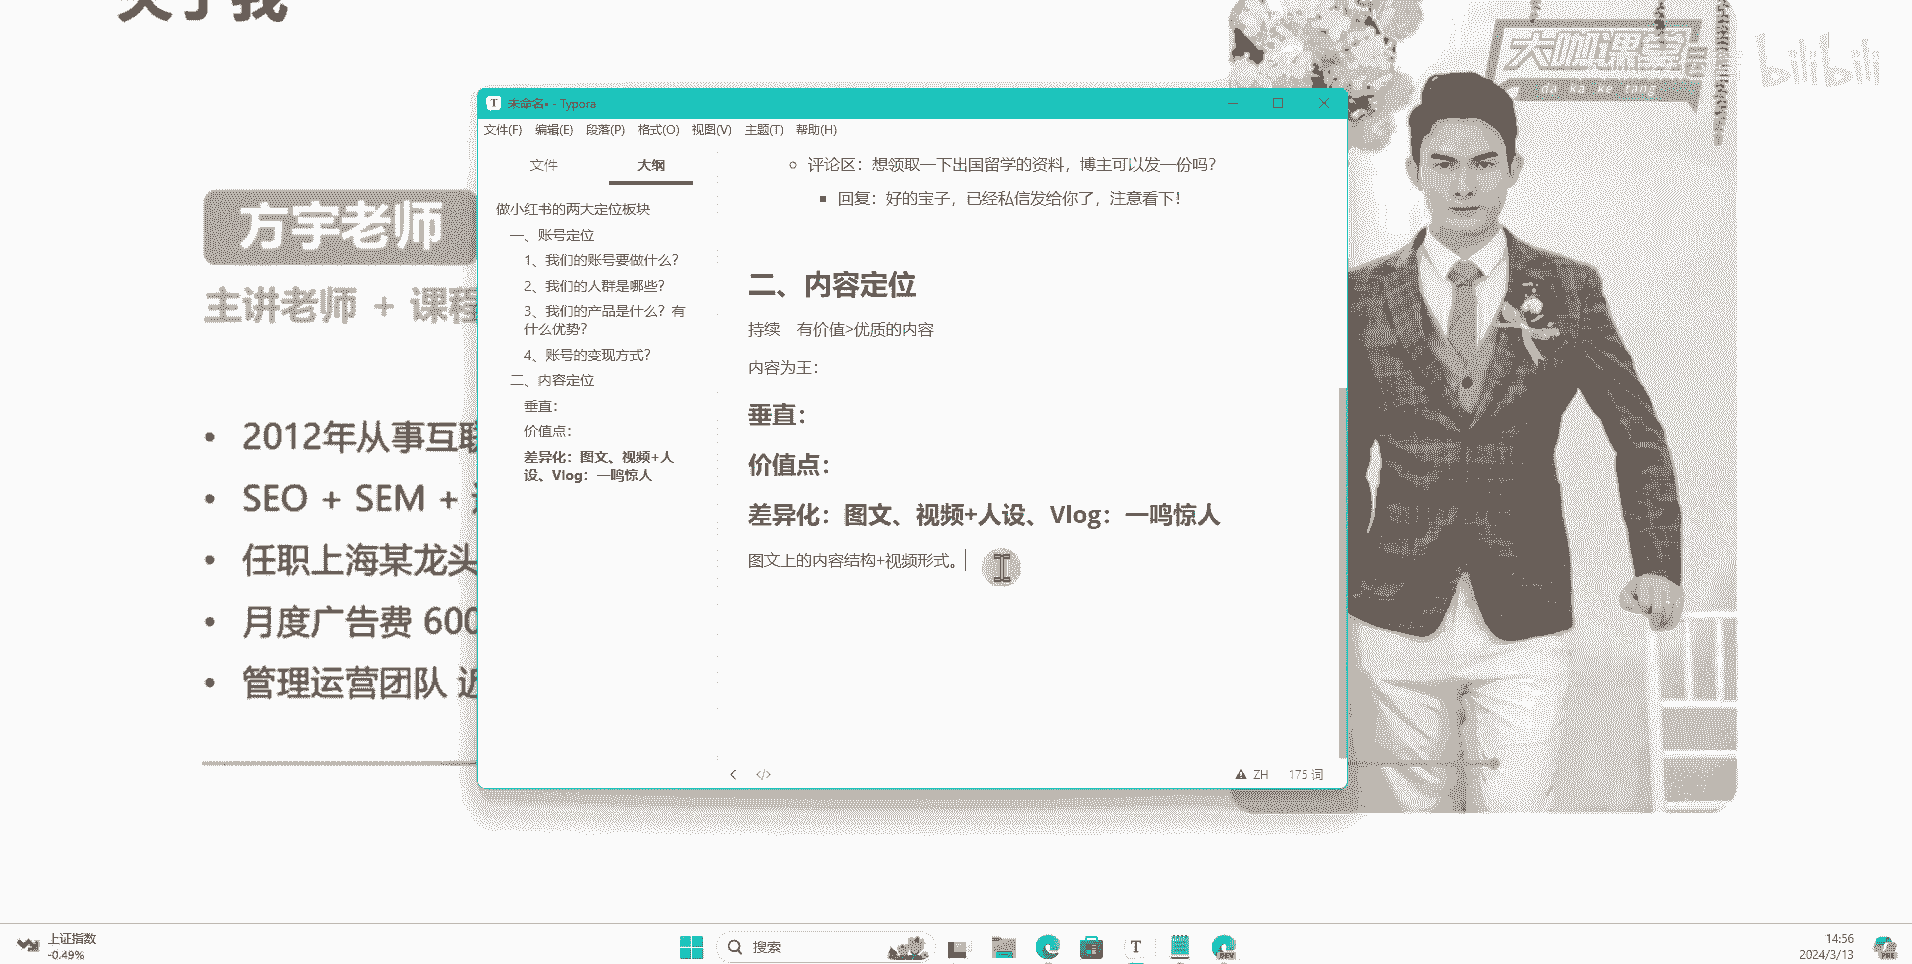 关于我
大咖课堂
da ka ke tang
bilibili
方宇老师
主讲老师 + 课程
2012年从事互联
SEO + SEM +
任职上海某龙头
月度广告费 600
管理运营团队 近
未命名• - Typora
文件(F) 编辑(E) 段落(P) 格式(O) 视图(V) 主题(T) 帮助(H)
文件 大纲
做小红书的两大定位板块
一、账号定位
1、我们的账号要做什么？
2、我们的人群是哪些？
3、我们的产品是什么？有
什么优势？
4、账号的变现方式？
二、内容定位
垂直：
价值点：
差异化：图文、视频+人
设、Vlog：一鸣惊人
评论区：想领取一下出国留学的资料，博主可以发一份吗？
回复：好的宝子，已经私信发给你了，注意看下！
二、内容定位
持续 有价值>优质的内容
内容为王：
垂直：
价值点：
差异化：图文、视频+人设、Vlog：一鸣惊人
图文上的内容结构+视频形式。
ZH 175 词
上证指数
-0.49%
搜索
DEV
14:56
2024/3/13
PRE